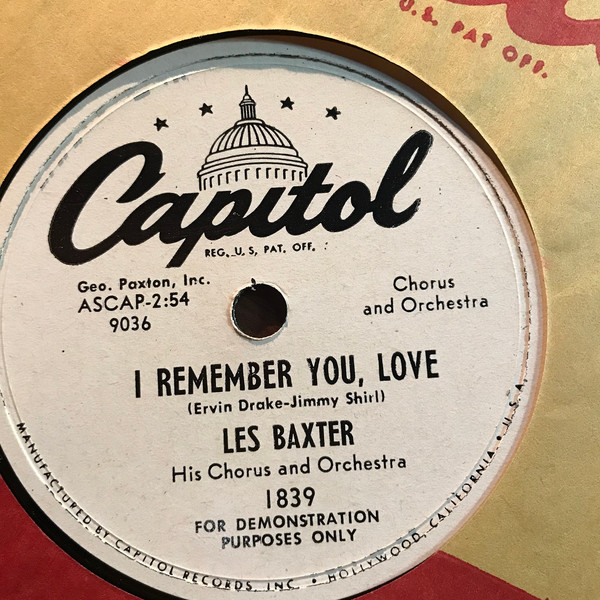 U.S. PAT OFF.
Capitol
REG. U.S. PAT. OFF.
Geo. Paxton, Inc.
ASCAP-2:54
9036
Chorus
and Orchestra
I REMEMBER YOU, LOVE
(Ervin Drake-Jimmy Shirl)
LES BAXTER
His Chorus and Orchestra
1839
FOR DEMONSTRATION
PURPOSES ONLY
MANUFACTURED BY CAPITOL RECORDS, INC. • HOLLYWOOD, CALIFORNIA • U.S.A.